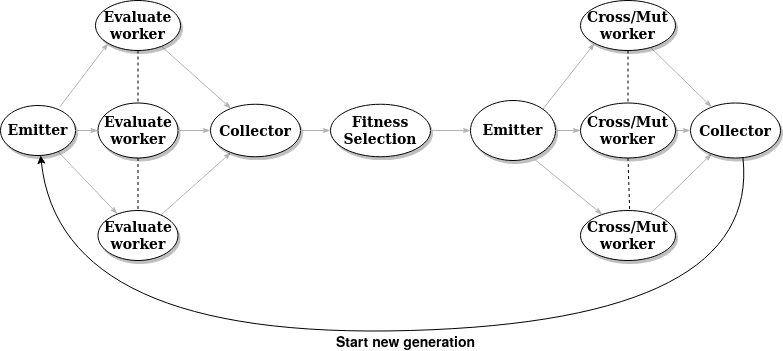 Evaluate
worker
Cross/Mut
worker
Emitter
Evaluate
worker
Collector
Fitness
Selection
Emitter
Cross/Mut
worker
Collector
Evaluate
worker
Cross/Mut
worker
Start new generation